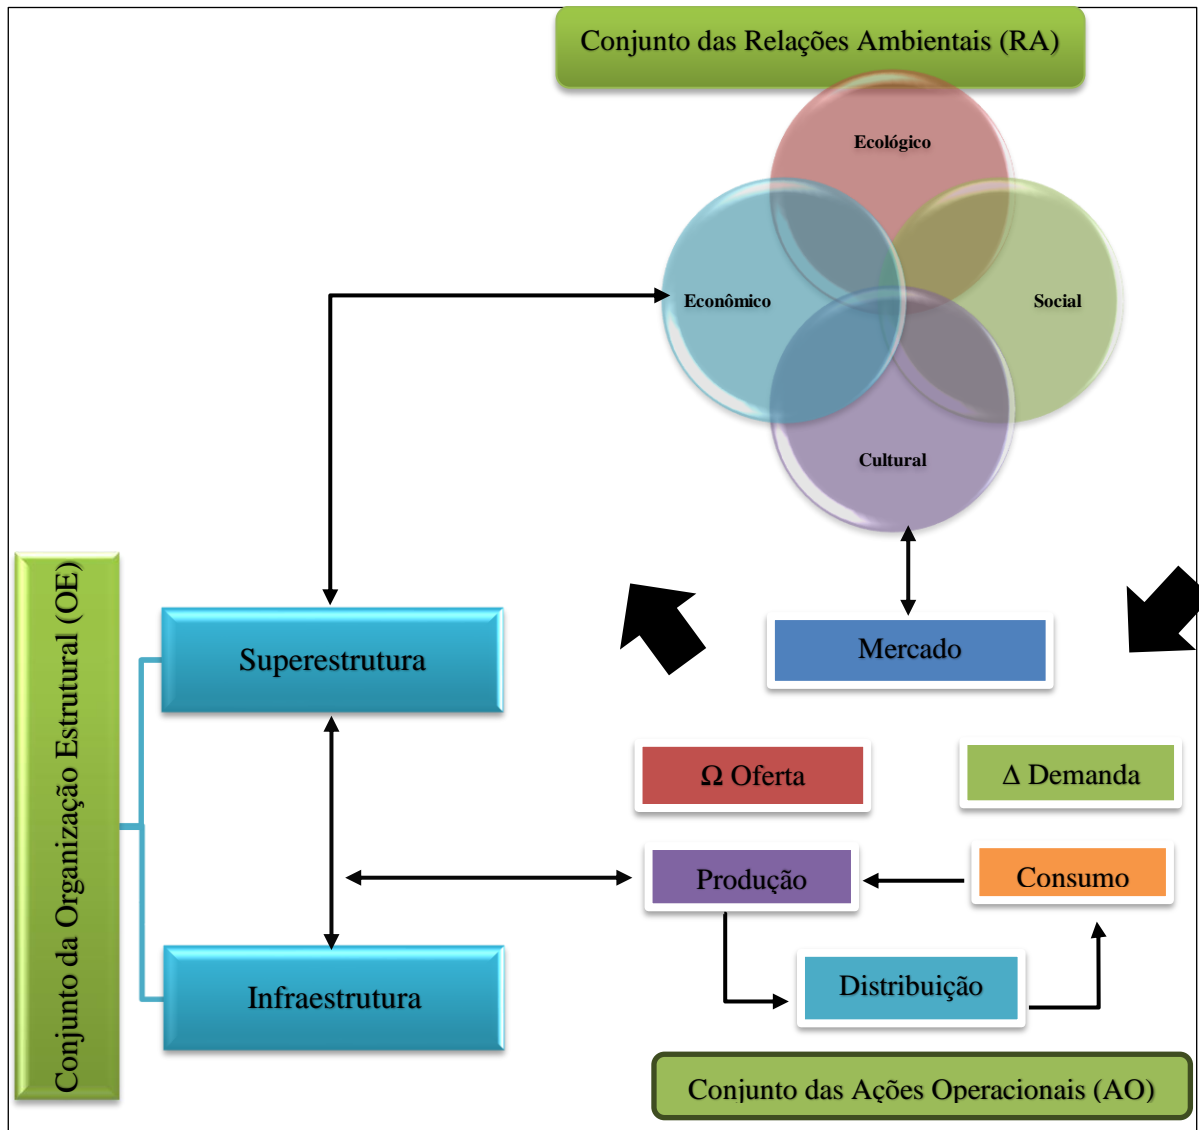 Conjunto das Relações Ambientais (RA)
Ecológico
Econômico
Social
Cultural
Conjunto da Organização Estrutural (OE)
Superestrutura
Mercado
Ω Oferta
Δ Demanda
Produção
Consumo
Infraestrutura
Distribuição
Conjunto das Ações Operacionais (AO)